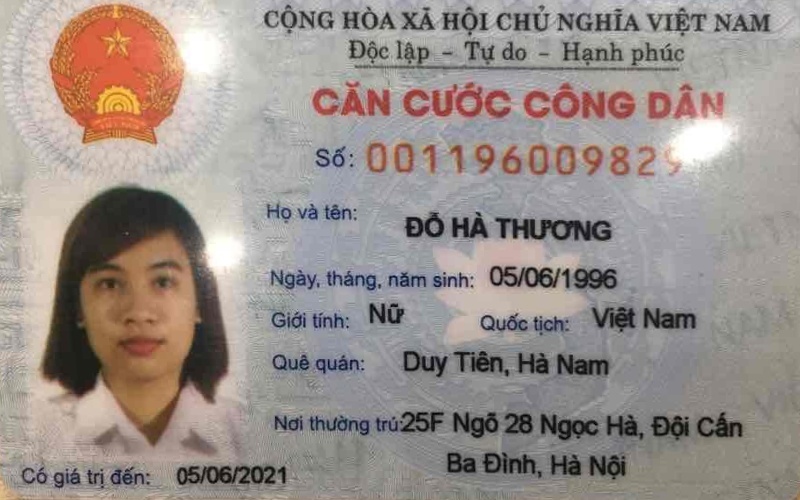 CỘNG HÒA XÃ HỘI CHỦ NGHĨA VIỆT NAM
Độc lập - Tự do - Hạnh phúc
CĂN CƯỚC CÔNG DÂN
Số: 001196009829
Họ và tên: ĐỖ HÀ THƯƠNG
Ngày, tháng, năm sinh: 05/06/1996
Giới tính: Nữ Quốc tịch: Việt Nam
Quê quán: Duy Tiên, Hà Nam
Nơi thường trú: 25F Ngõ 28 Ngọc Hà, Đội Cấn
Ba Đình, Hà Nội
Có giá trị đến: 05/06/2021